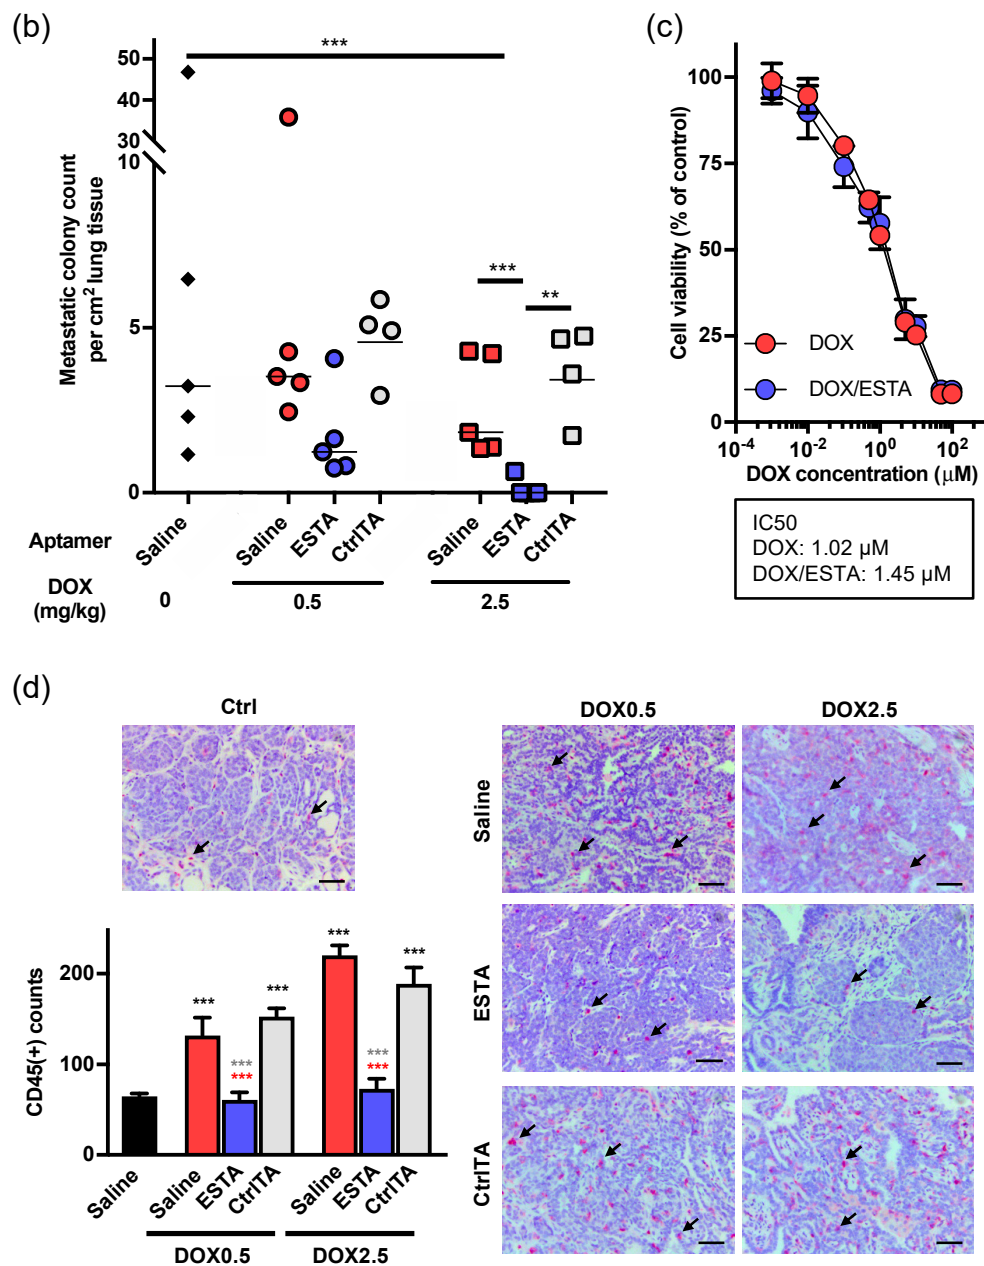 (b)
***
50
40
30
10
5
0
Metastatic colony count
per cm² lung tissue
***
**
Aptamer
Saline
Saline
ESTA
CtrlTA
Saline
ESTA
CtrlTA
DOX
(mg/kg)
0
0.5
2.5
(c)
100
75
50
25
0
Cell viability (% of control)
DOX
DOX/ESTA
10⁻⁴
10⁻²
10⁰
10²
DOX concentration (μM)
IC50
DOX: 1.02 μM
DOX/ESTA: 1.45 μM
(d)
Ctrl
200
100
0
CD45(+) counts
***
***
***
***
***
***
***
***
Saline
Saline
ESTA
CtrlTA
Saline
ESTA
CtrlTA
DOX0.5
DOX2.5
DOX0.5
DOX2.5
Saline
ESTA
CtrlTA